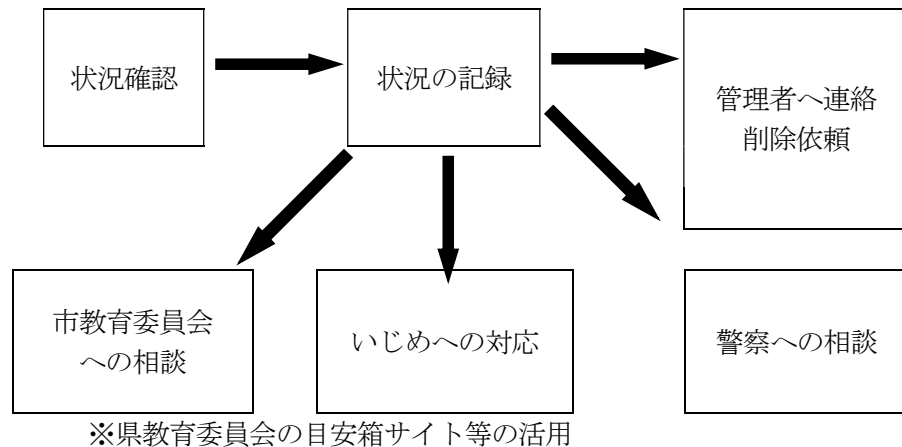 状況確認
状況の記録
管理者へ連絡
削除依頼
市教育委員会
への相談
いじめへの対応
警察への相談
※県教育委員会の目安箱サイト等の活用